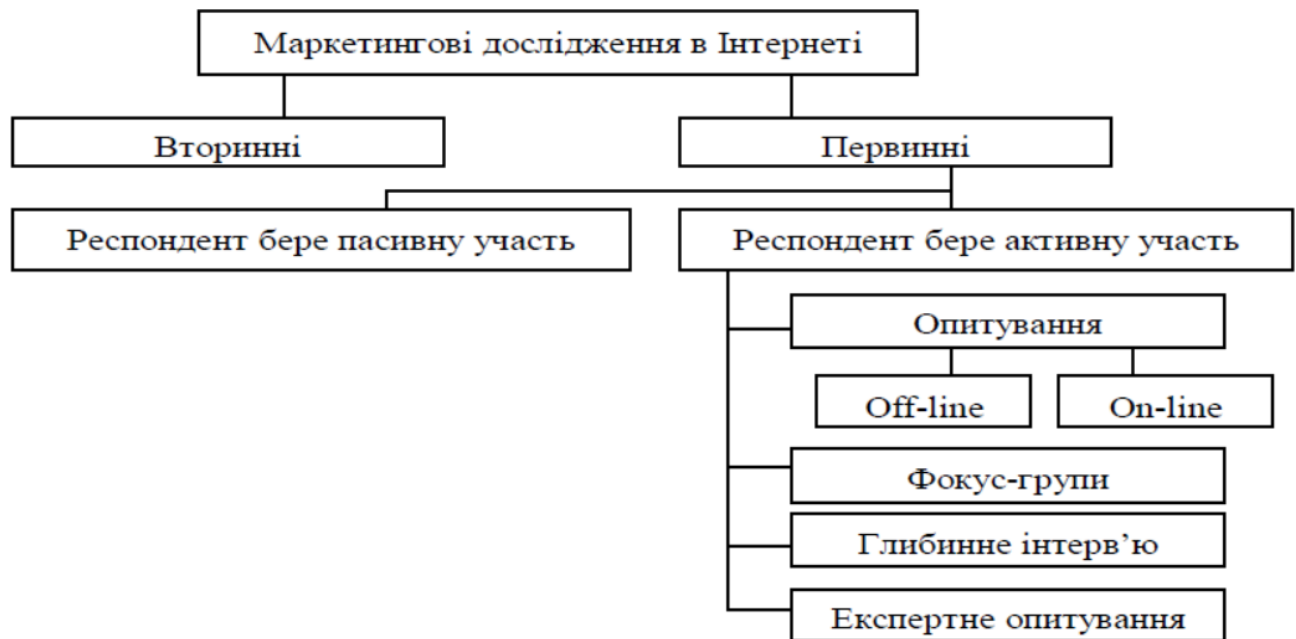 Маркетингові дослідження в Інтернеті
Вторинні
Первинні
Респондент бере пасивну участь
Респондент бере активну участь
Опитування
Off-line
On-line
Фокус-групи
Глибинне інтерв’ю
Експертне опитування